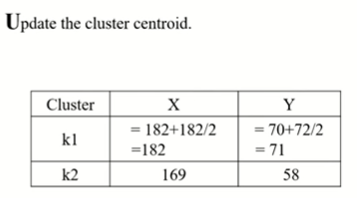 Update the cluster centroid.
Cluster X Y
k1 = 182+182/2 = 70+72/2
=182 = 71
k2 169 58